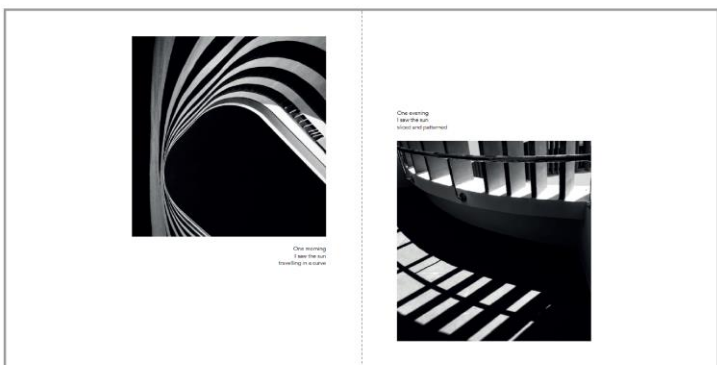 One morning
I saw the sun
travelling in a curve
One evening
I saw the sun
sliced and patterned